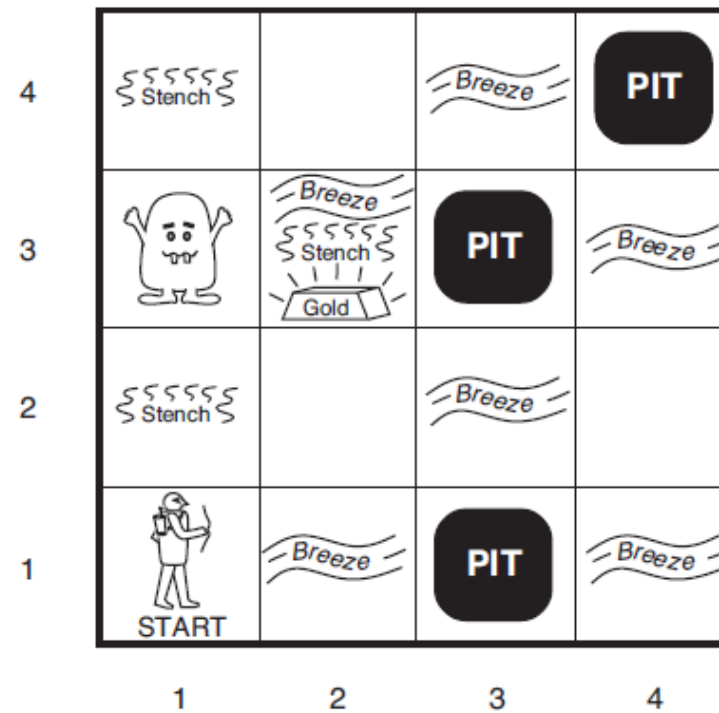 4
Stench
Breeze
PIT
3
Breeze
Stench
Gold
PIT
Breeze
2
Stench
Breeze
1
START
Breeze
PIT
Breeze
1 2 3 4